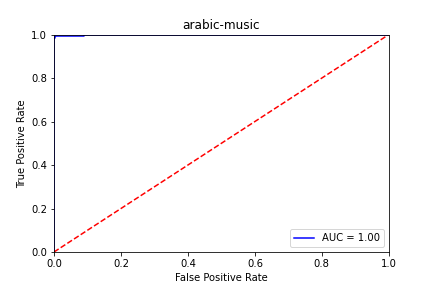 arabic-music
1.0
0.8
0.6
0.4
0.2
0.0
True Positive Rate
AUC = 1.00
0.0 0.2 0.4 0.6 0.8 1.0
False Positive Rate